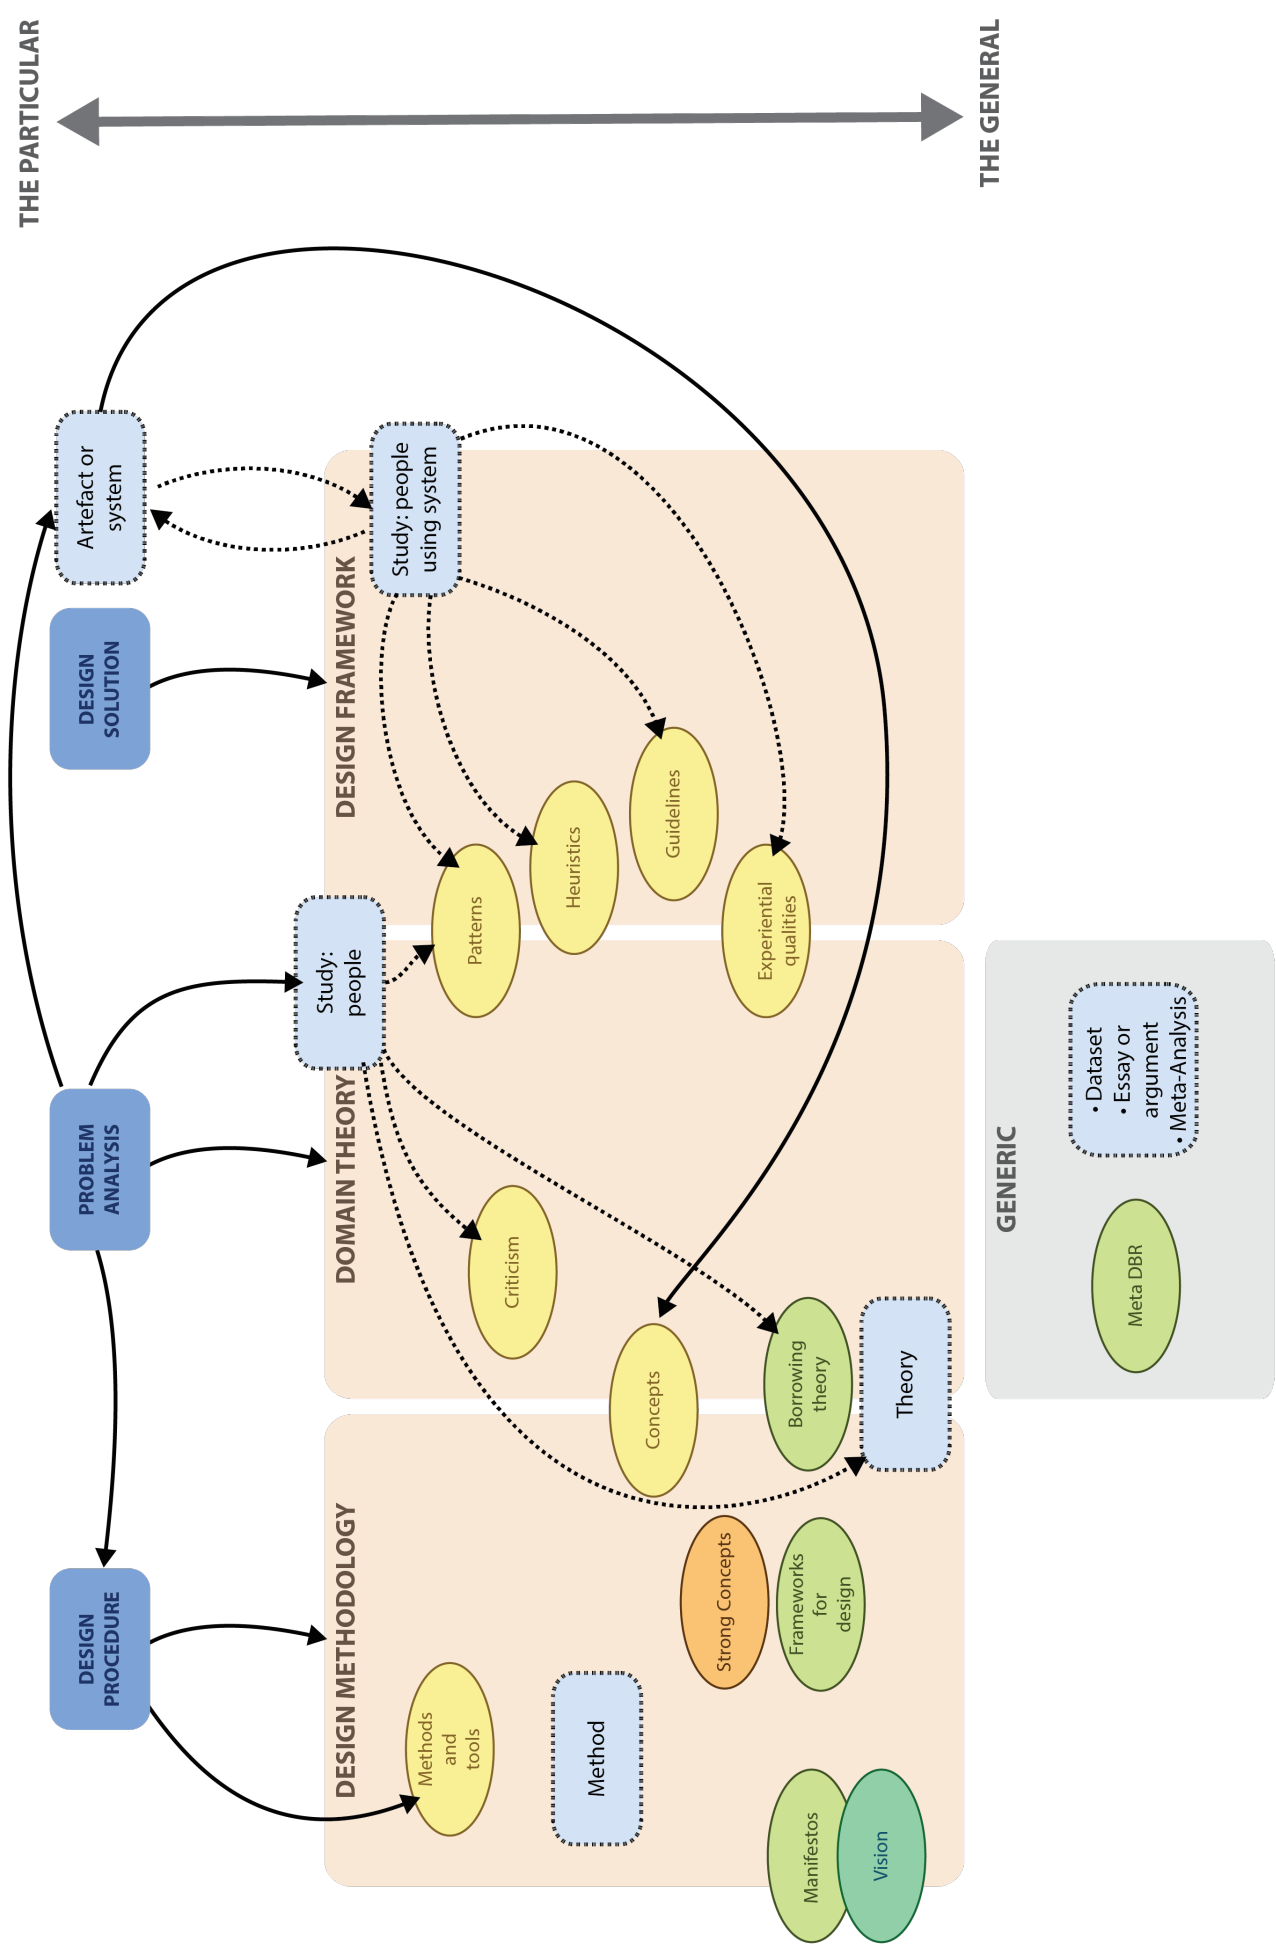 THE PARTICULAR
DESIGN
PROCEDURE
PROBLEM
ANALYSIS
DESIGN
SOLUTION
Artefact or
system
DESIGN METHODOLOGY
DOMAIN THEORY
DESIGN FRAMEWORK
Study:
people
Study: people
using system
Methods
and
tools
Criticism
Patterns
Heuristics
Guidelines
Method
Concepts
Strong Concepts
Experiential
qualities
Manifestos
Frameworks
for
design
Borrowing
theory
Vision
Theory
THE GENERAL
GENERIC
Meta DBR
• Dataset
• Essay or
argument
• Meta-Analysis